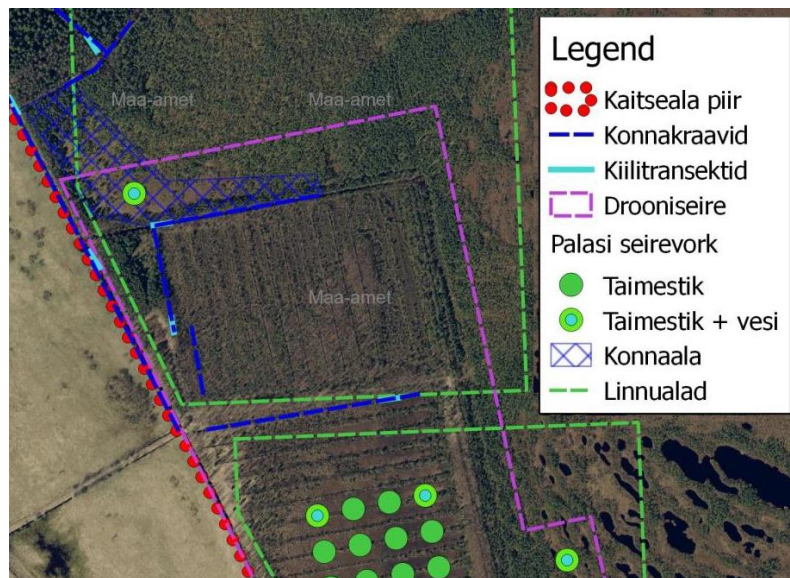 Legend
Kaitseala piir
Konnakraavid
Kiilitransektid
Drooniseire
Palasi seirevork
Taimestik
Taimestik + vesi
Konnaala
Linnualad
Maa-amet
Maa-amet
Maa-amet